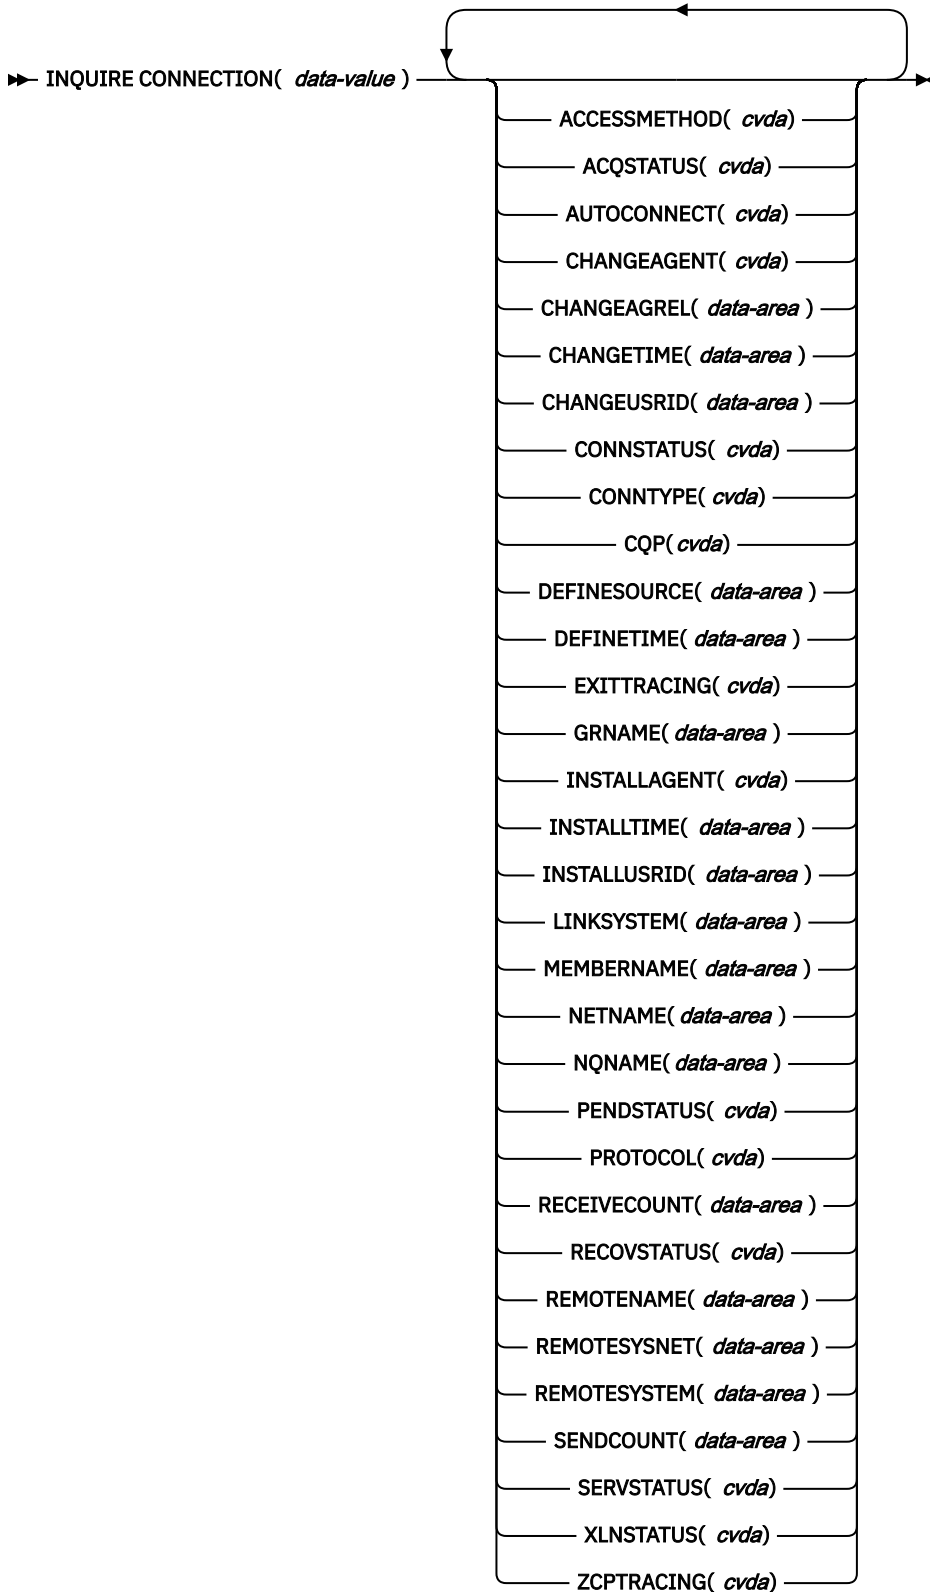 INQUIRE CONNECTION( data-value )
ACCESSMETHOD( cvda)
ACQSTATUS( cvda)
AUTOCONNECT( cvda)
CHANGEAGENT( cvda)
CHANGEAGREL( data-area )
CHANGETIME( data-area )
CHANGEUSRID( data-area )
CONNSTATUS( cvda)
CONNTYPE( cvda)
CQP(cvda)
DEFINESOURCE( data-area )
DEFINETIME( data-area )
EXITTRACING( cvda)
GRNAME( data-area )
INSTALLAGENT( cvda)
INSTALLTIME( data-area )
INSTALLUSRID( data-area )
LINKSYSTEM( data-area )
MEMBERNAME( data-area )
NETNAME( data-area )
NQNAME( data-area )
PENDSTATUS( cvda)
PROTOCOL( cvda)
RECEIVECOUNT( data-area )
RECOVSTATUS( cvda)
REMOTENAME( data-area )
REMOTESYSNET( data-area )
REMOTESYSTEM( data-area )
SENDCOUNT( data-area )
SERVSTATUS( cvda)
XLNSTATUS( cvda)
ZCPTRACING( cvda)